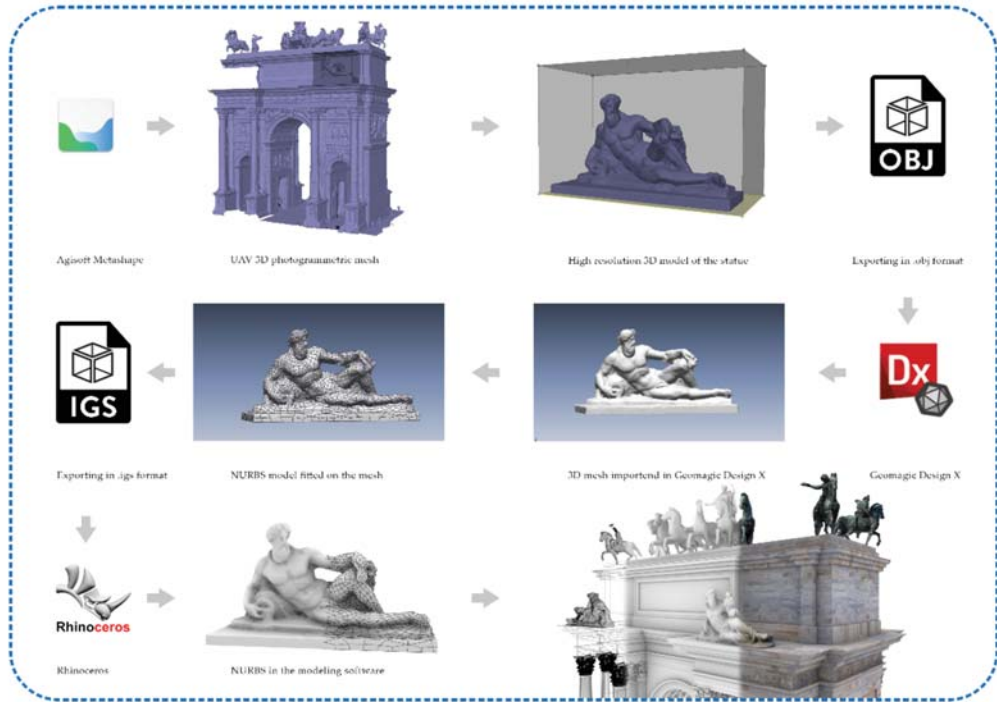 OBJ
Agisoft Metashape
UAV 3D photogrammetric mesh
High resolution 3D model of the statue
Exporting in .obj format
IGS
Dx
Exporting in .igs format
NURBS model fitted on the mesh
3D mesh importend in Geomagic Design X
Geomagic Design X
Rhinoceros
Rhinoceros
NURBS in the modeling software